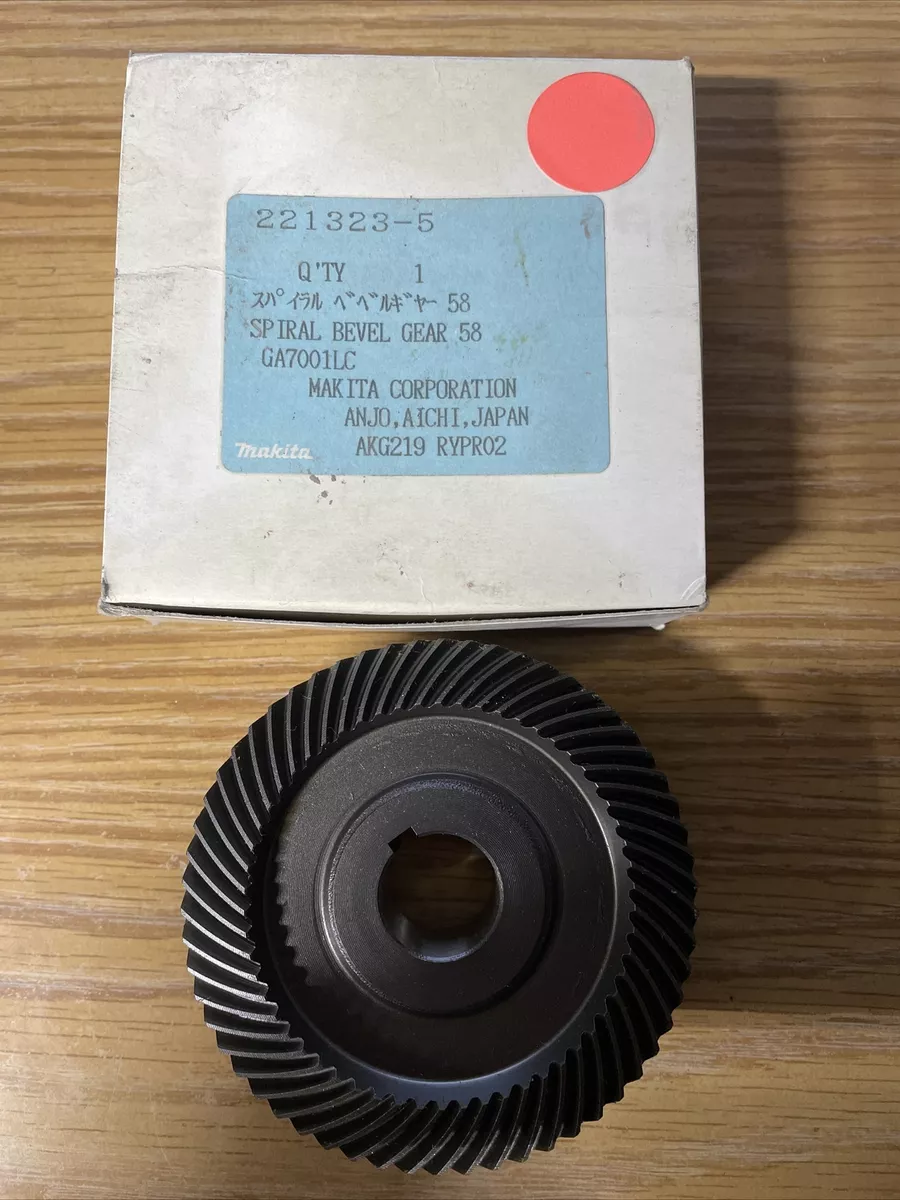 221323-5
Q'TY 1
ｽﾊﾟｲﾗﾙ ﾍﾞﾍﾞﾙｷﾞﾔｰ 58
SPIRAL BEVEL GEAR 58
GA7001LC
MAKITA CORPORATION
ANJO,AICHI,JAPAN
makita AKG219 RYPR02